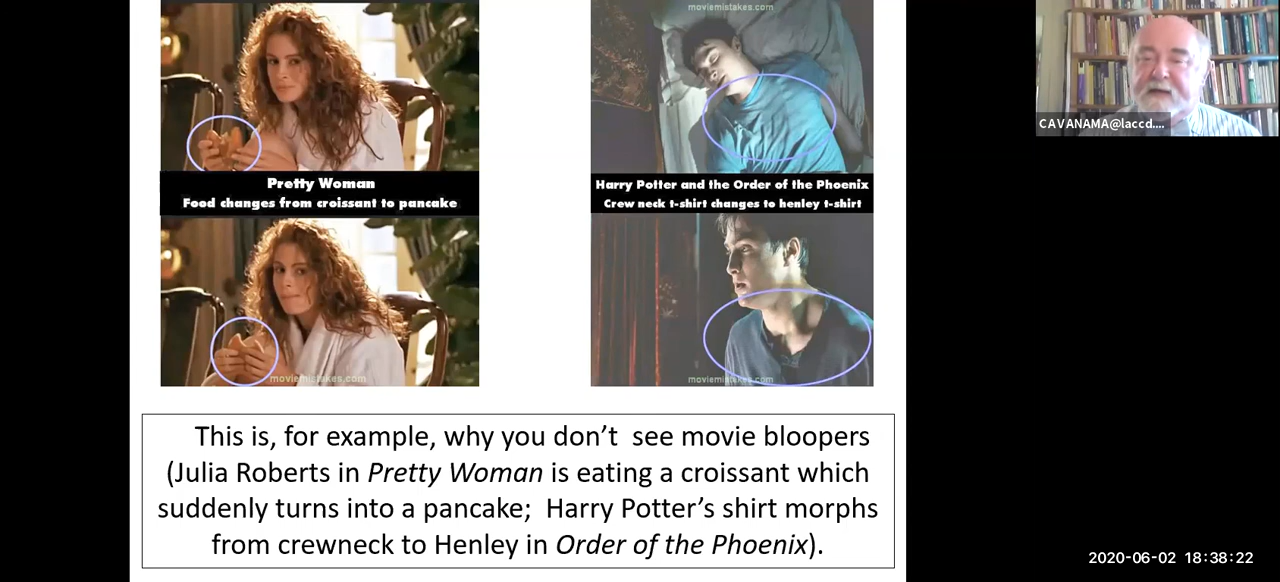 moviemistakes.com
Pretty Woman
Food changes from croissant to pancake
moviemistakes.com
Harry Potter and the Order of the Phoenix
Crew neck t-shirt changes to henley t-shirt
moviemistakes.com
This is, for example, why you don’t see movie bloopers
(Julia Roberts in Pretty Woman is eating a croissant which
suddenly turns into a pancake; Harry Potter’s shirt morphs
from crewneck to Henley in Order of the Phoenix).
CAVANAMA@laccd....
2020-06-02 18:38:22